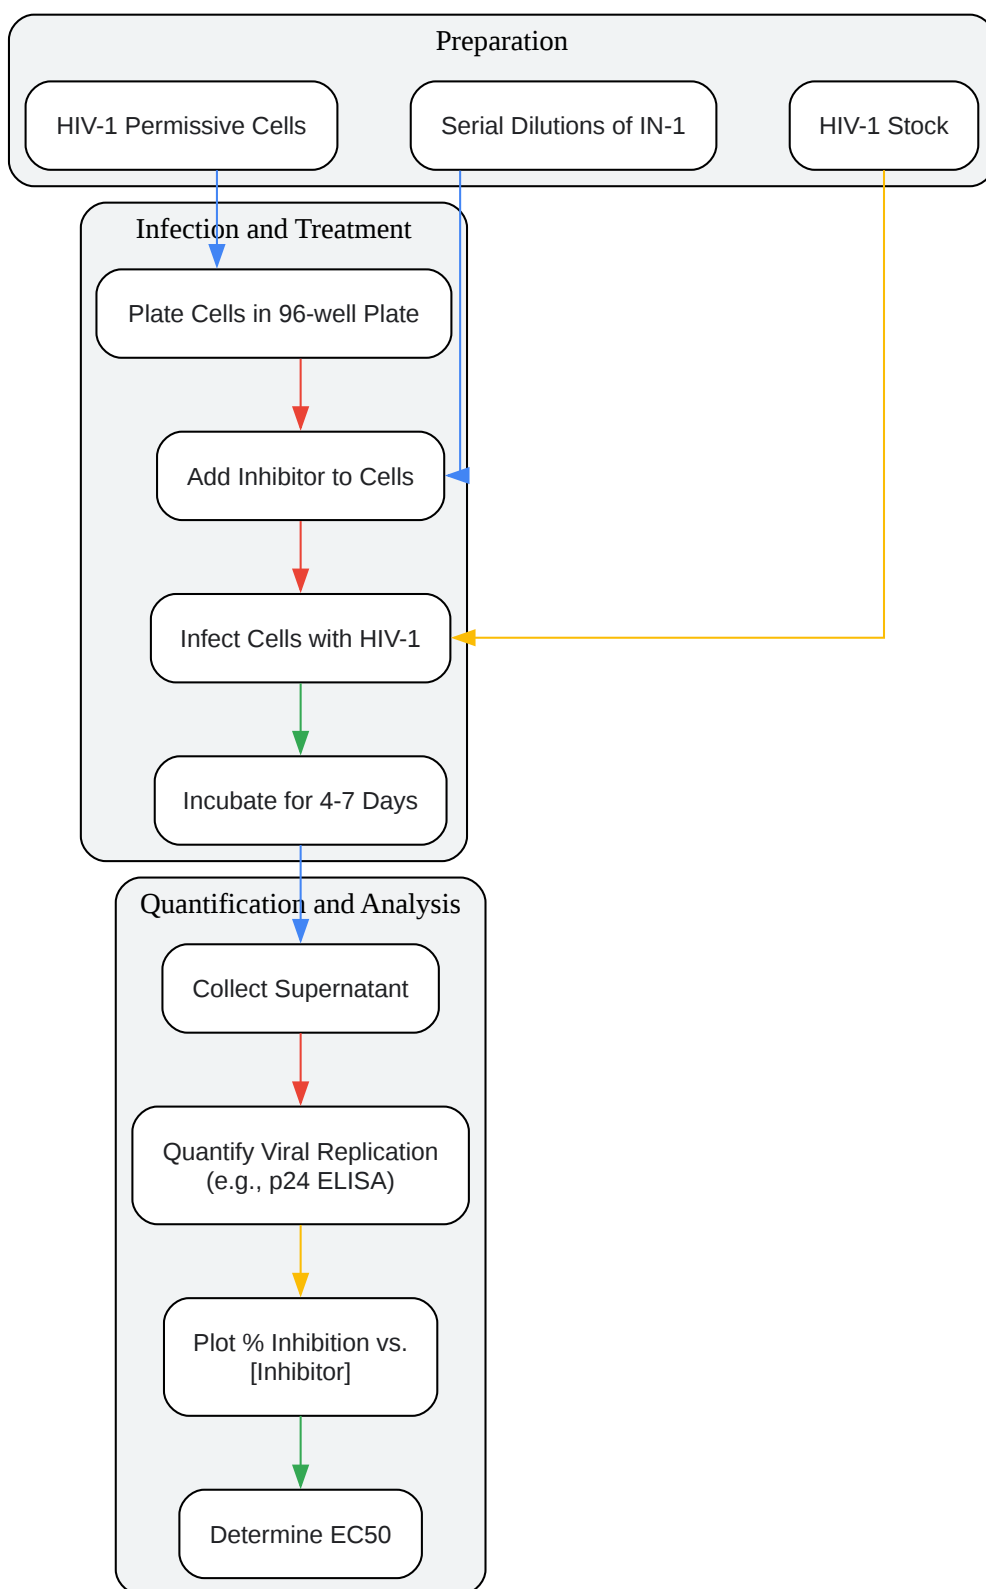 Preparation
HIV-1 Permissive Cells
Serial Dilutions of IN-1
HIV-1 Stock
Infection and Treatment
Plate Cells in 96-well Plate
Add Inhibitor to Cells
Infect Cells with HIV-1
Incubate for 4-7 Days
Quantification and Analysis
Collect Supernatant
Quantify Viral Replication
(e.g., p24 ELISA)
Plot % Inhibition vs.
[Inhibitor]
Determine EC50